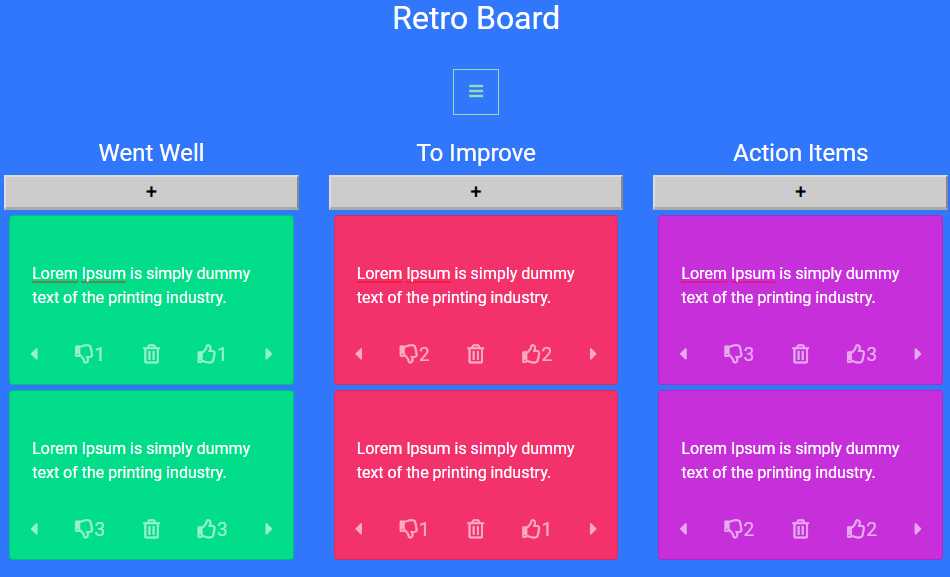 Retro Board
Went Well
To Improve
Action Items
+
+
+
Lorem Ipsum is simply dummy
text of the printing industry.
1
1
Lorem Ipsum is simply dummy
text of the printing industry.
2
2
Lorem Ipsum is simply dummy
text of the printing industry.
3
3
Lorem Ipsum is simply dummy
text of the printing industry.
3
3
Lorem Ipsum is simply dummy
text of the printing industry.
1
1
Lorem Ipsum is simply dummy
text of the printing industry.
2
2